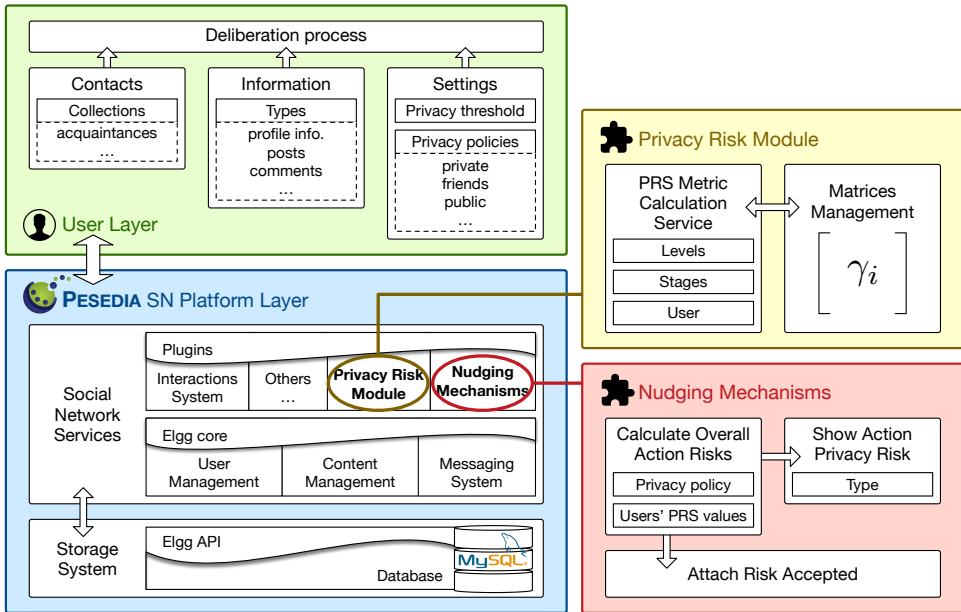 Deliberation process
Contacts
Collections
acquaintances
...
Information
Types
profile info.
posts
comments
...
Settings
Privacy threshold
Privacy policies
private
friends
public
...
User Layer
PESEDIA SN Platform Layer
Social
Network
Services
Plugins
Interactions
System
Others
...
Privacy Risk
Module
Nudging
Mechanisms
Elgg core
User
Management
Content
Management
Messaging
System
Storage
System
Elgg API
Database
MySQL
Privacy Risk Module
PRS Metric
Calculation
Service
Levels
Stages
User
Matrices
Management
[ γi ]
Nudging Mechanisms
Calculate Overall
Action Risks
Privacy policy
Users' PRS values
Show Action
Privacy Risk
Type
Attach Risk Accepted